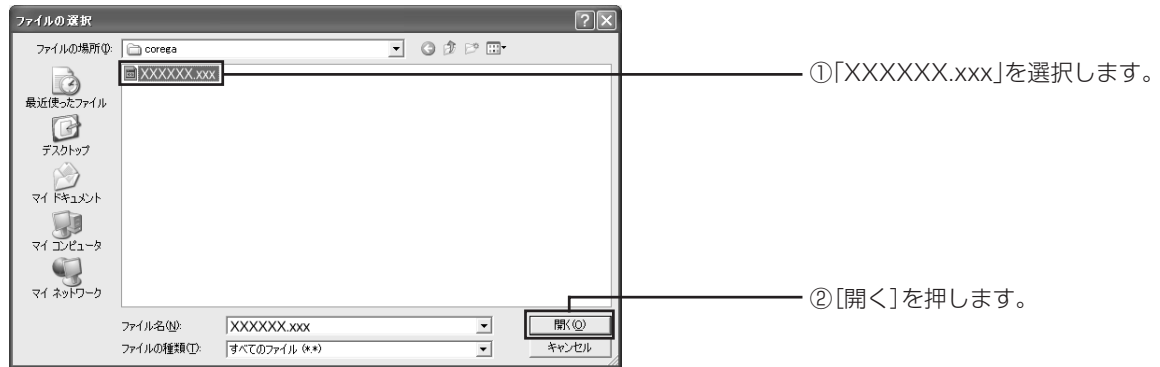 ファイルの選択
ファイルの場所(I):
corega
XXXXXX.xxx
①「XXXXXX.xxx」を選択します。
最近使ったファイル
デスクトップ
マイ ドキュメント
マイ コンピュータ
マイ ネットワーク
②[開く]を押します。
ファイル名(N):
XXXXXX.xxx
開く(O)
ファイルの種類(T):
すべてのファイル (*.*)
キャンセル